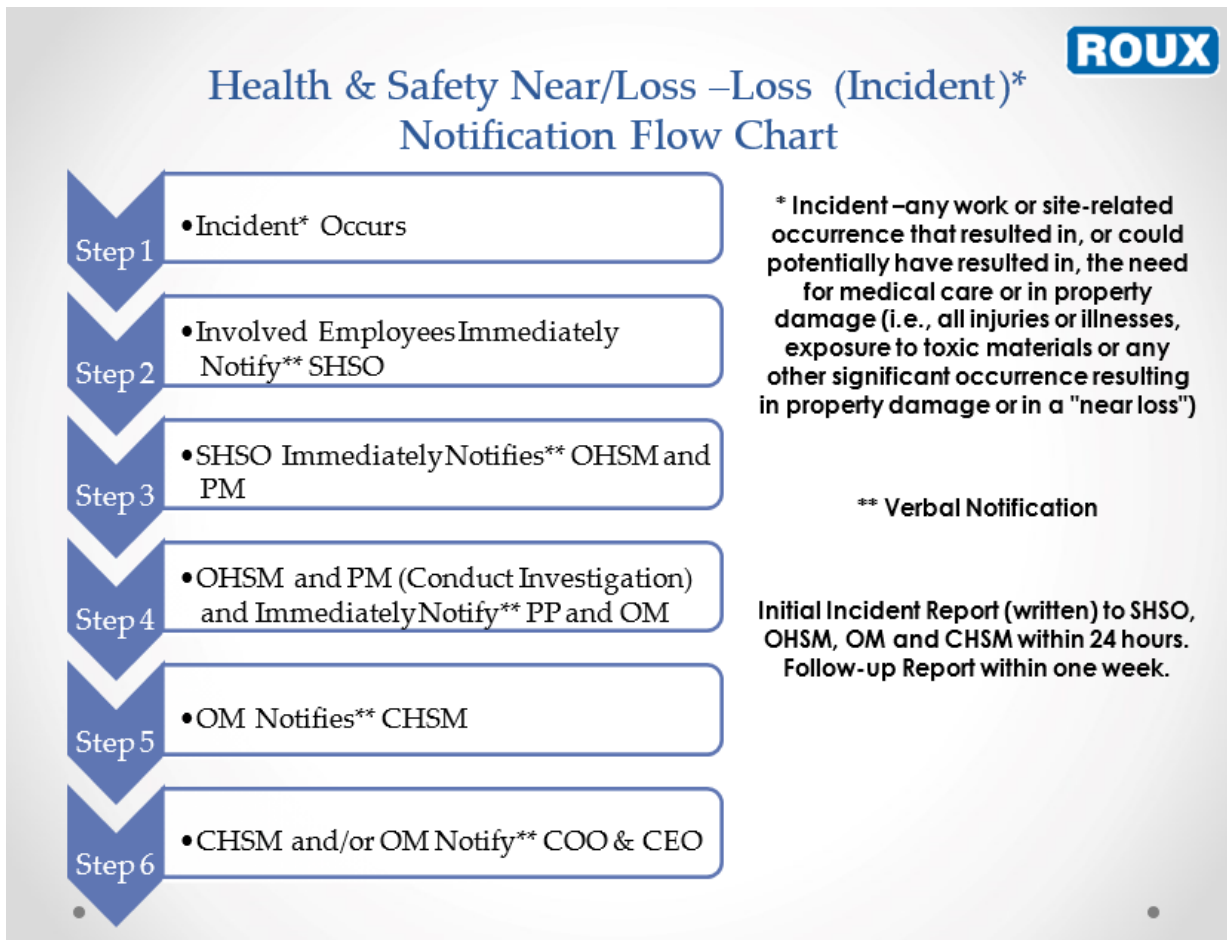 ROUX
Health & Safety Near/Loss –Loss (Incident)*
Notification Flow Chart
Step 1
•Incident* Occurs
Step 2
•Involved Employees Immediately
Notify** SHSO
Step 3
•SHSO Immediately Notifies** OHSM and
PM
Step 4
•OHSM and PM (Conduct Investigation)
and Immediately Notify** PP and OM
Step 5
•OM Notifies** CHSM
Step 6
•CHSM and/or OM Notify** COO & CEO
* Incident –any work or site-related
occurrence that resulted in, or could
potentially have resulted in, the need
for medical care or in property
damage (i.e., all injuries or illnesses,
exposure to toxic materials or any
other significant occurrence resulting
in property damage or in a "near loss")
** Verbal Notification
Initial Incident Report (written) to SHSO,
OHSM, OM and CHSM within 24 hours.
Follow-up Report within one week.